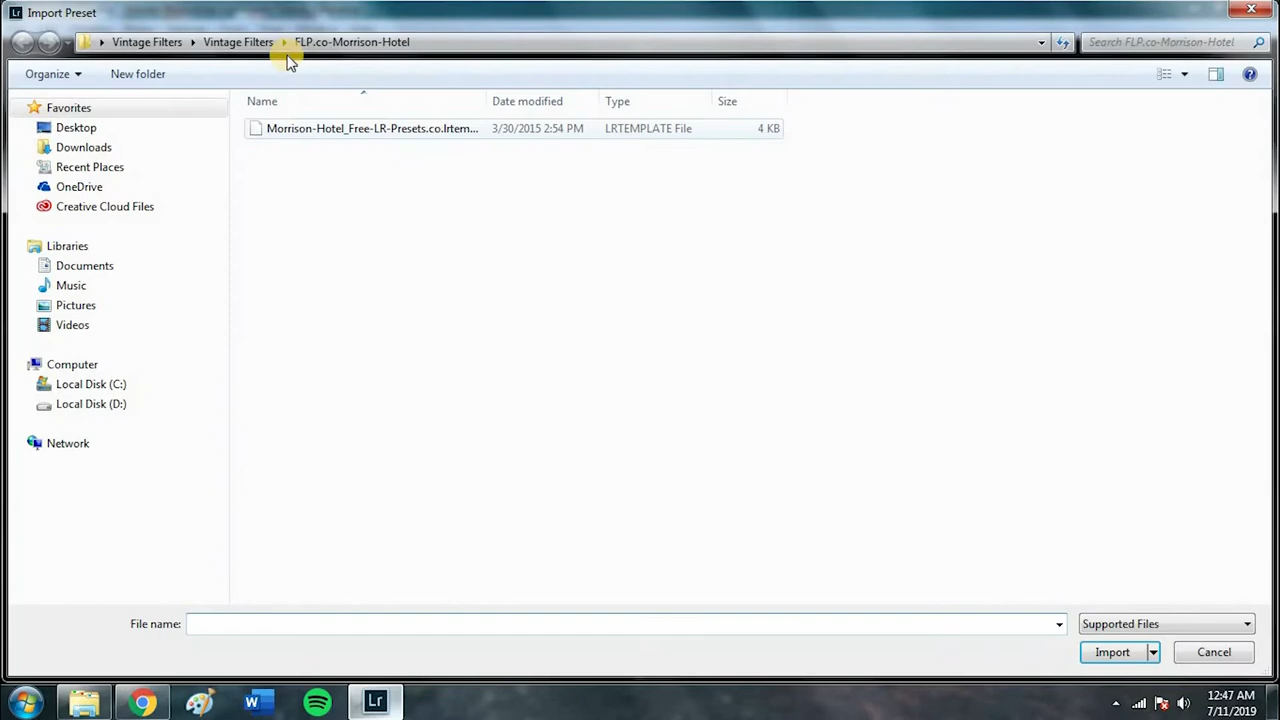 Import Preset
Vintage Filters Vintage Filters FLP.co-Morrison-Hotel
Search FLP.co-Morrison-Hotel
Organize
New folder
Name
Date modified
Type
Size
Morrison-Hotel_Free-LR-Presets.co.lrtem...
3/30/2015 2:54 PM
LRTEMPLATE File
4 KB
Favorites
Desktop
Downloads
Recent Places
OneDrive
Creative Cloud Files
Libraries
Documents
Music
Pictures
Videos
Computer
Local Disk (C:)
Local Disk (D:)
Network
File name:
Supported Files
Import
Cancel
Lr
12:47 AM
7/11/2019